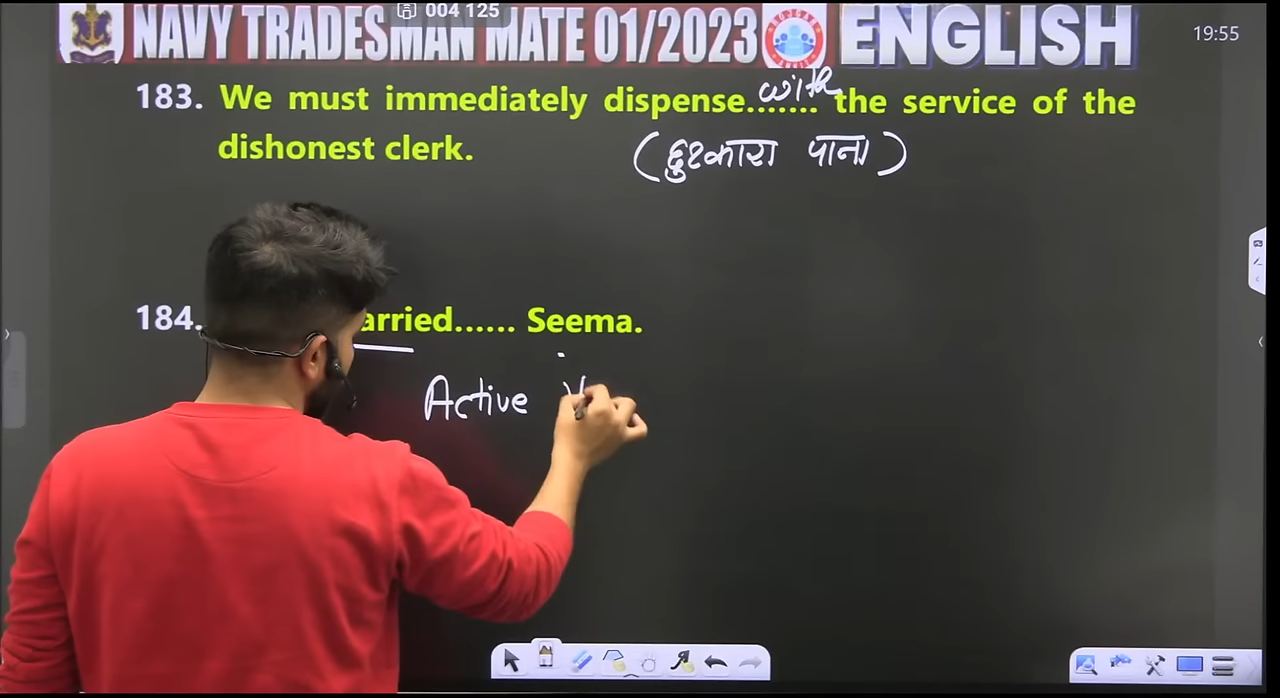 004 125
NAVY TRADESMAN MATE 01/2023 ENGLISH
19:55
with
183. We must immediately dispense....... the service of the
dishonest clerk. (छुटकारा पाना)
184. arried...... Seema.
Active